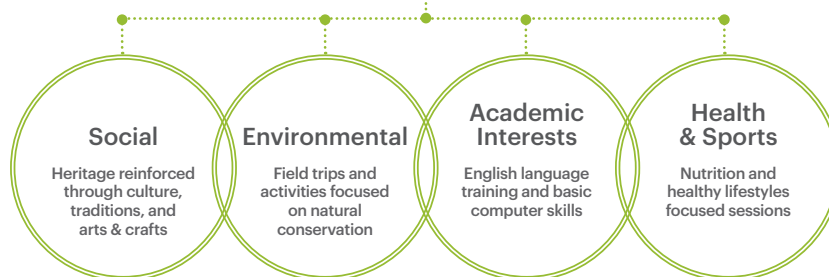 Social
Heritage reinforced
through culture,
traditions, and
arts & crafts
Environmental
Field trips and
activities focused
on natural
conservation
Academic
Interests
English language
training and basic
computer skills
Health
& Sports
Nutrition and
healthy lifestyles
focused sessions